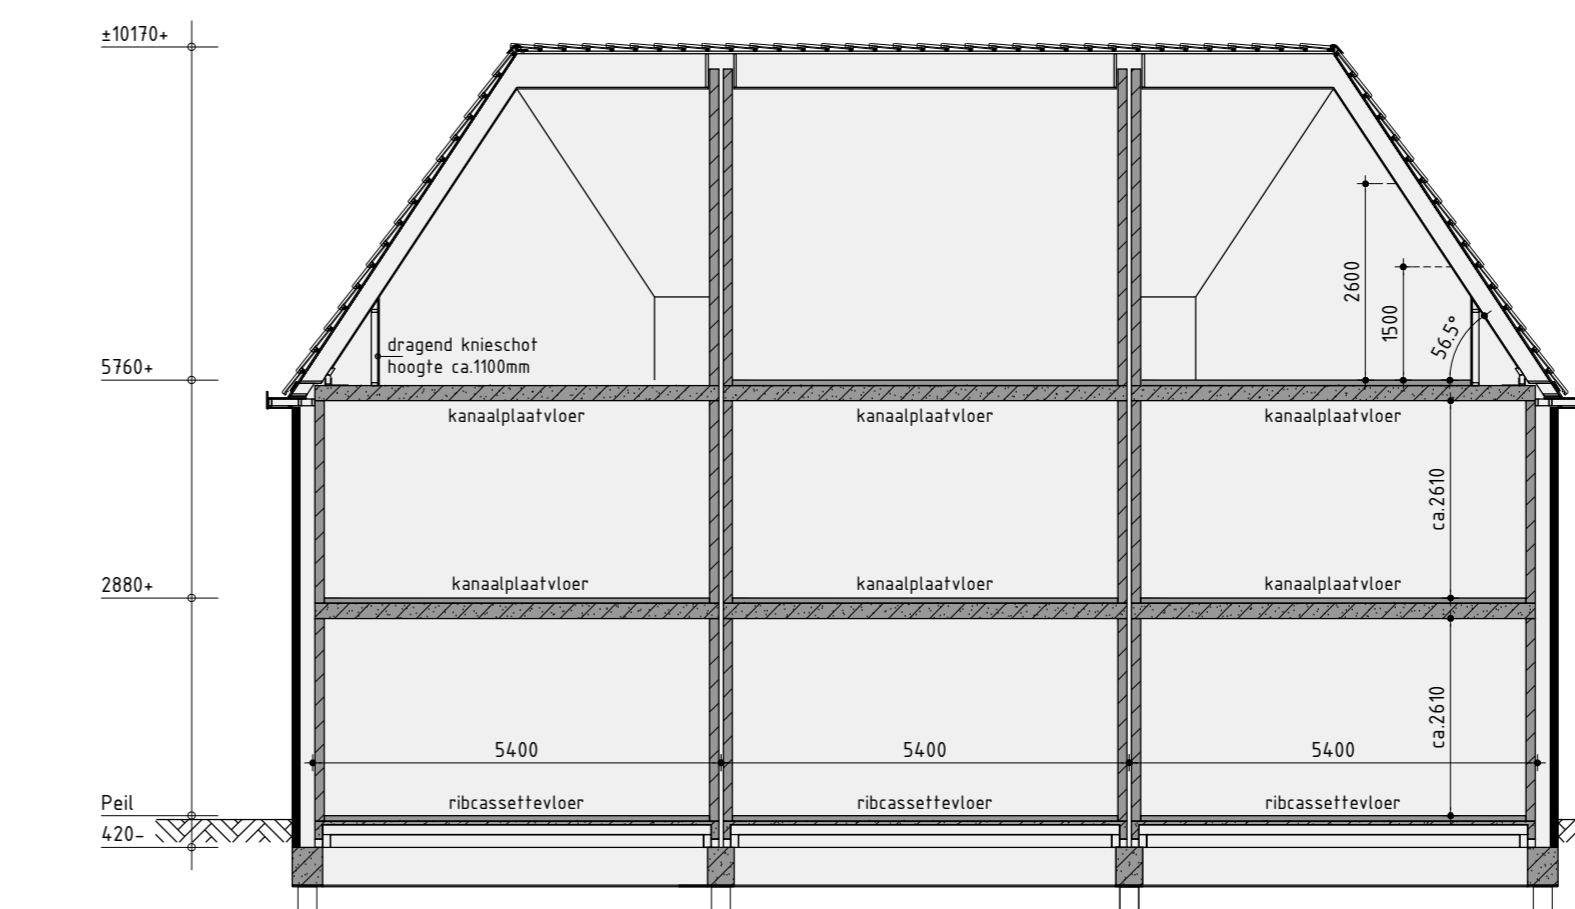 ±10170+
2600
1500
56.5°
dragend knieschot
hoogte ca.1100mm
5760+
kanaalplaatvloer
kanaalplaatvloer
kanaalplaatvloer
ca.2610
2880+
kanaalplaatvloer
kanaalplaatvloer
kanaalplaatvloer
ca.2610
5400
5400
5400
Peil
ribcassettevloer
ribcassettevloer
ribcassettevloer
420-